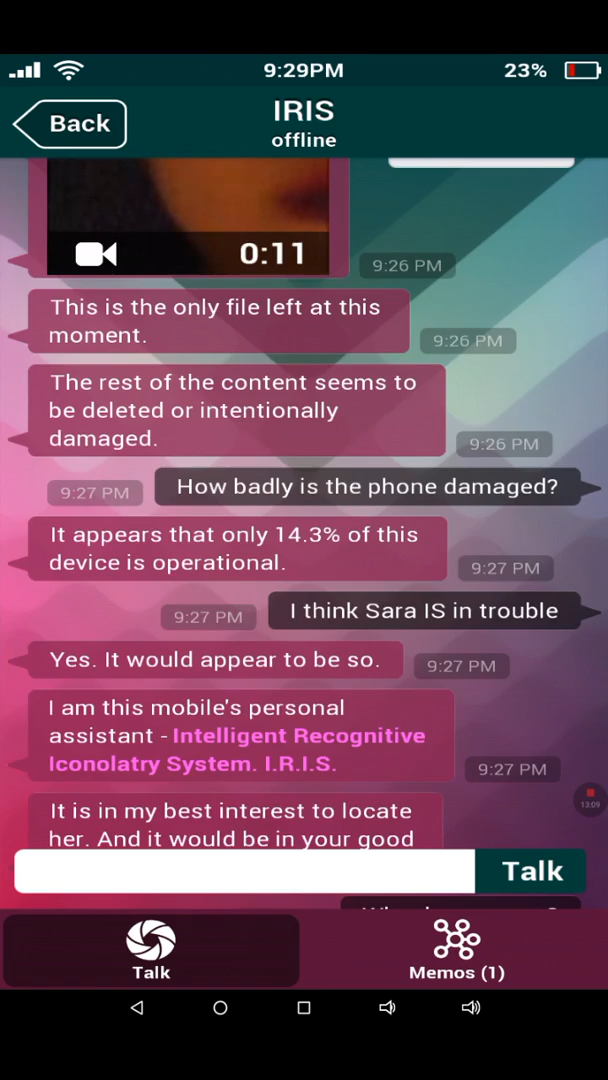 9:29PM
23%
Back
IRIS
offline
0:11
9:26 PM
This is the only file left at this
moment.
9:26 PM
The rest of the content seems to
be deleted or intentionally
damaged.
9:26 PM
How badly is the phone damaged?
9:27 PM
It appears that only 14.3% of this
device is operational.
9:27 PM
I think Sara IS in trouble
9:27 PM
Yes. It would appear to be so.
9:27 PM
I am this mobile's personal
assistant - Intelligent Recognitive
Iconolatry System. I.R.I.S.
9:27 PM
13:09
It is in my best interest to locate
her. And it would be in your good
Talk
Talk
Memos (1)